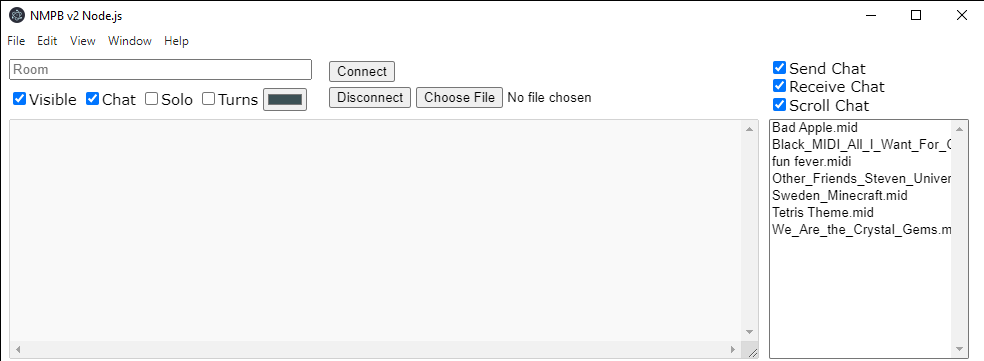 NMPB v2 Node.js
File Edit View Window Help
Room
Connect
Visible Chat Solo Turns
Disconnect Choose File No file chosen
Send Chat
Receive Chat
Scroll Chat
Bad Apple.mid
Black_MIDI_All_I_Want_For_
fun fever.midi
Other_Friends_Steven_Univer
Sweden_Minecraft.mid
Tetris Theme.mid
We_Are_the_Crystal_Gems.m